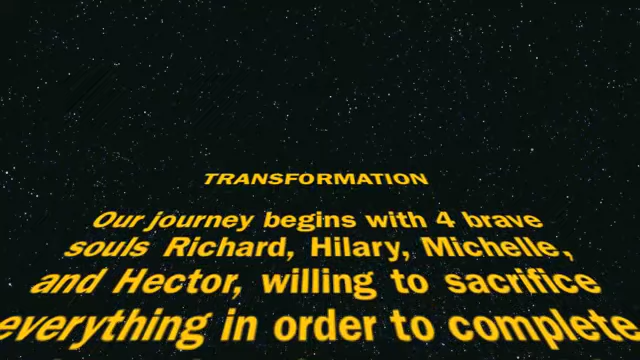 TRANSFORMATION
Our journey begins with 4 brave
souls Richard, Hilary, Michelle,
and Hector, willing to sacrifice
everything in order to complete